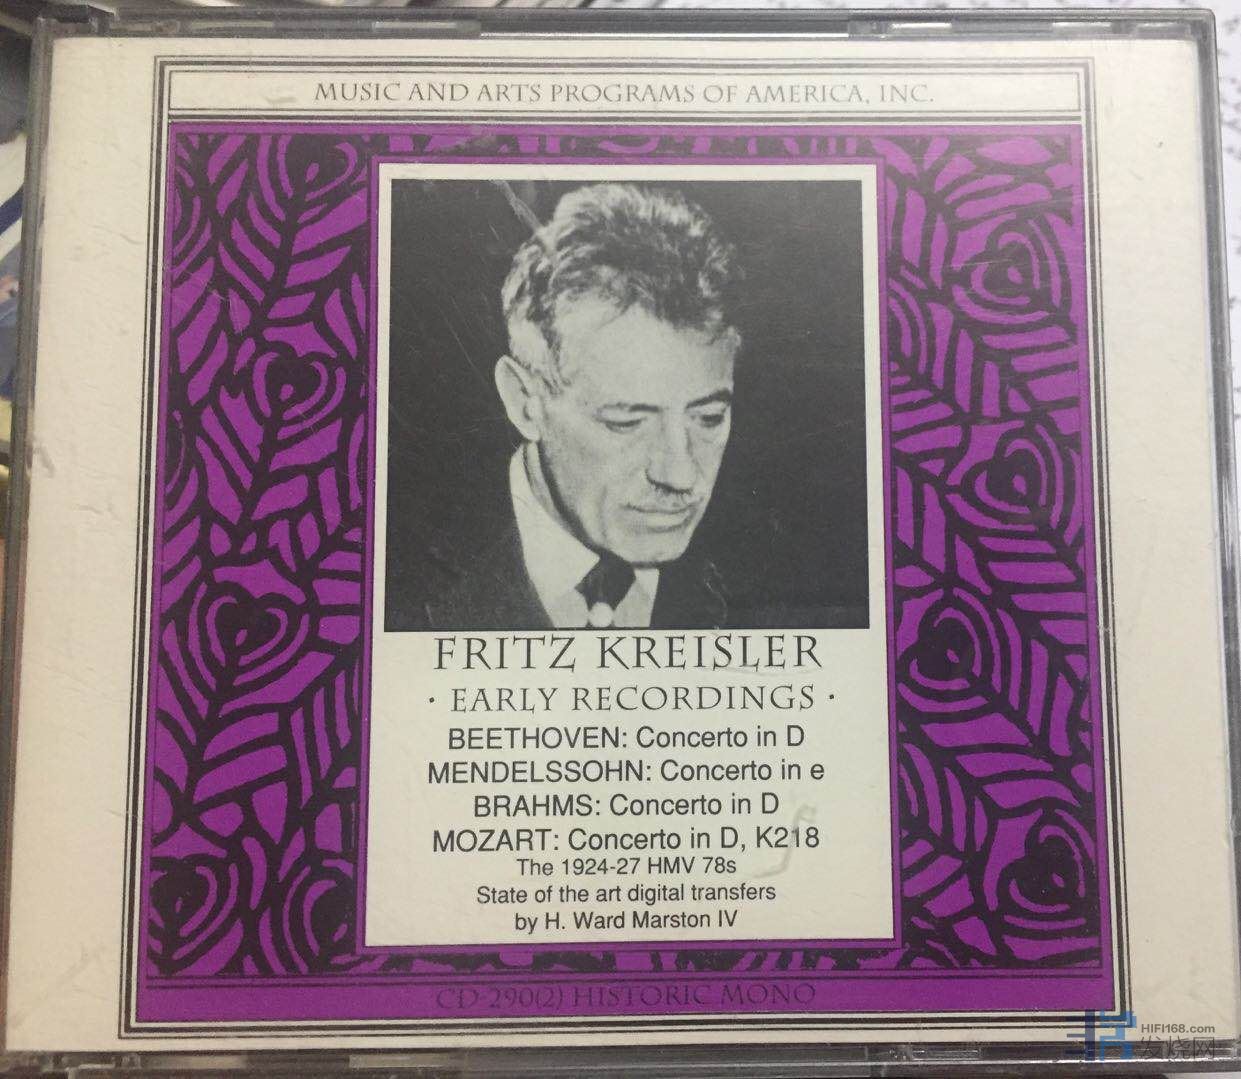 MUSIC AND ARTS PROGRAMS OF AMERICA, INC.
FRITZ KREISLER
· EARLY RECORDINGS ·
BEETHOVEN: Concerto in D
MENDELSSOHN: Concerto in e
BRAHMS: Concerto in D
MOZART: Concerto in D, K218
The 1924-27 HMV 78s
State of the art digital transfers
by H. Ward Marston IV
CD-290(2) HISTORIC MONO
HIFI168.com
发烧网